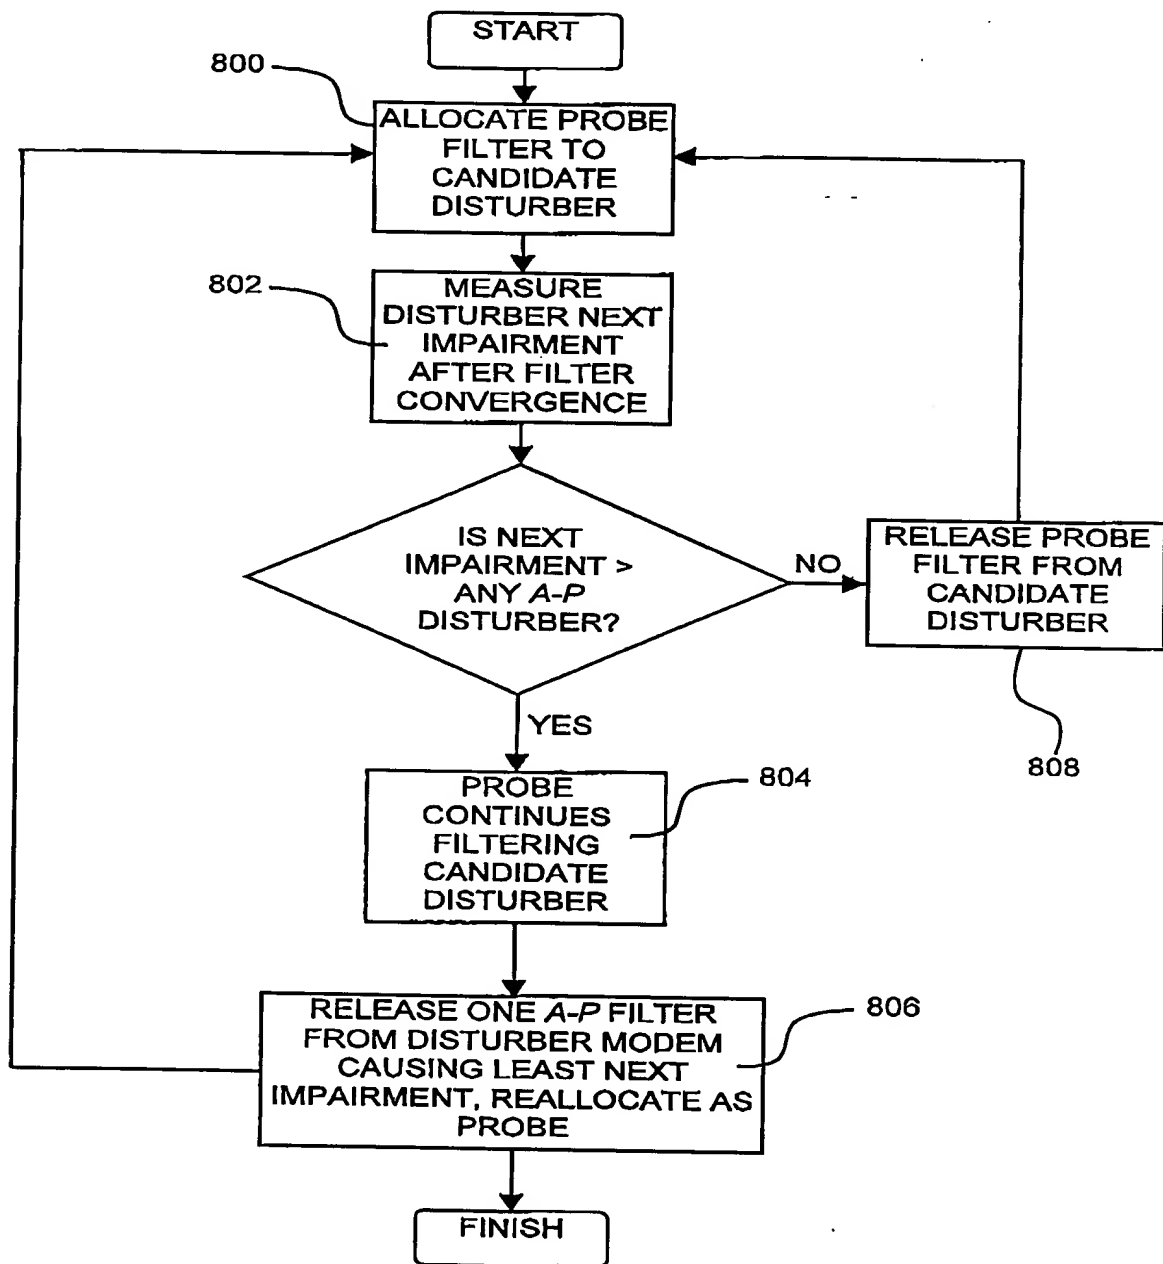 START
800
ALLOCATE PROBE
FILTER TO
CANDIDATE
DISTURBER
802
MEASURE
DISTURBER NEXT
IMPAIRMENT
AFTER FILTER
CONVERGENCE
IS NEXT
IMPAIRMENT >
ANY A-P
DISTURBER?
NO
RELEASE PROBE
FILTER FROM
CANDIDATE
DISTURBER
808
YES
PROBE
CONTINUES
FILTERING
CANDIDATE
DISTURBER
804
RELEASE ONE A-P FILTER
FROM DISTURBER MODEM
CAUSING LEAST NEXT
IMPAIRMENT, REALLOCATE AS
PROBE
806
FINISH